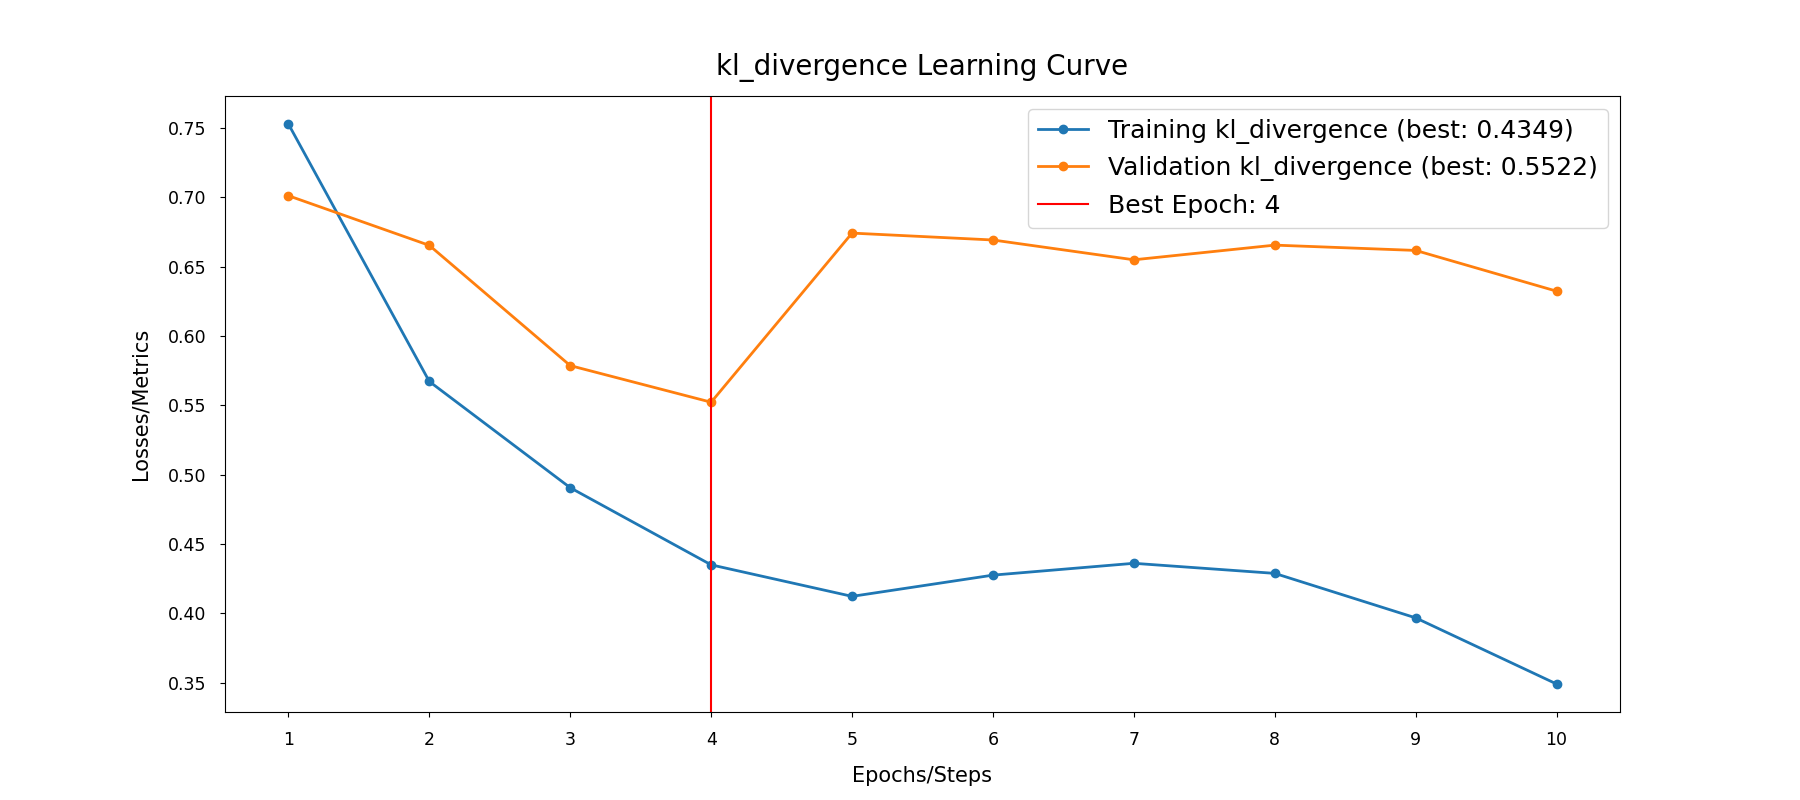 kl_divergence Learning Curve
Training kl_divergence (best: 0.4349)
Validation kl_divergence (best: 0.5522)
Best Epoch: 4
Losses/Metrics
0.75
0.70
0.65
0.60
0.55
0.50
0.45
0.40
0.35
1 2 3 4 5 6 7 8 9 10
Epochs/Steps